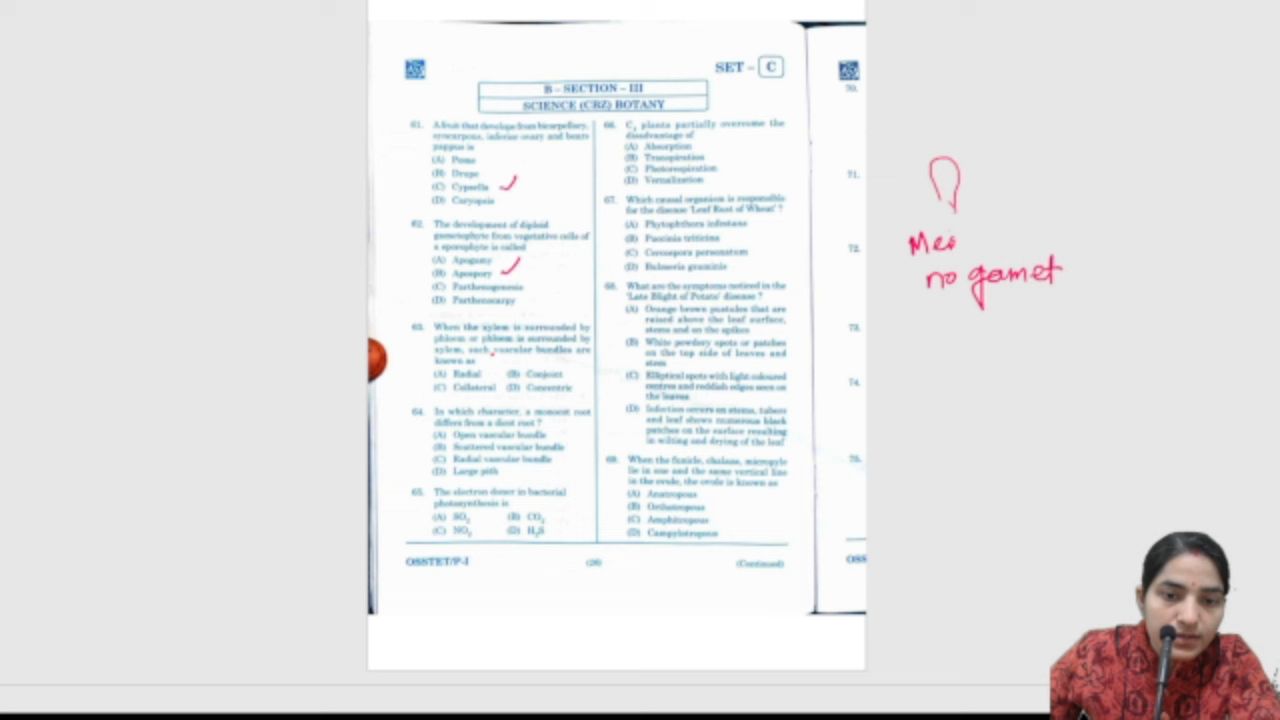 SET – C
B – SECTION – III
SCIENCE (CBZ) BOTANY
61. A fruit that develops from bicarpellary,
syncarpous, inferior ovary and bears
pappus is
(A) Pome
(B) Drupe
(C) Cypsella
(D) Caryopsis
62. The development of diploid
gametophyte from vegetative cells of
a sporophyte is called
(A) Apogamy
(B) Apospory
(C) Parthenogenesis
(D) Parthenocarpy
63. When the xylem is surrounded by
phloem or phloem is surrounded by
xylem, such vascular bundles are
known as
(A) Radial (B) Conjoint
(C) Collateral (D) Concentric
64. In which character, a monocot root
differs from a dicot root ?
(A) Open vascular bundle
(B) Scattered vascular bundle
(C) Radial vascular bundle
(D) Large pith
65. The electron donor in bacterial
photosynthesis is
(A) SO2 (B) CO2
(C) (D) H2S
OSSTET/P-I
66. plants partially overcome the
disadvantage of
(A) Absorption
(B) Transpiration
(C) Photorespiration
(D) Vernalization
67. Which causal organism is responsible
for the disease 'Leaf Rust of Wheat' ?
(A) Phytophthora infestans
(B) Puccinia triticina
(C) Cercospora personatum
(D) graminis
68. What are the symptoms noticed in the
'Late Blight of Potato' disease ?
(A) Orange brown pustules that are
raised above the leaf surface,
stems and on the spikes
(B) White powdery spots or patches
on the top side of leaves and
stem
(C) Elliptical spots with light coloured
centres and reddish edges seen on
the leaves
(D) Infection occurs on stems, tubers
and leaf shows numerous black
patches on the surface resulting
in wilting and drying of the leaf
69. When the funicle, chalaza, micropyle
lie in one and the same vertical line
in the ovule, the ovule is known as
(A) Anatropous
(B) Orthotropous
(C) Amphitropous
(D) Campylotropous
(Continued)
70.
71.
72.
73.
74.
75.
OSS
Meo
no gamet